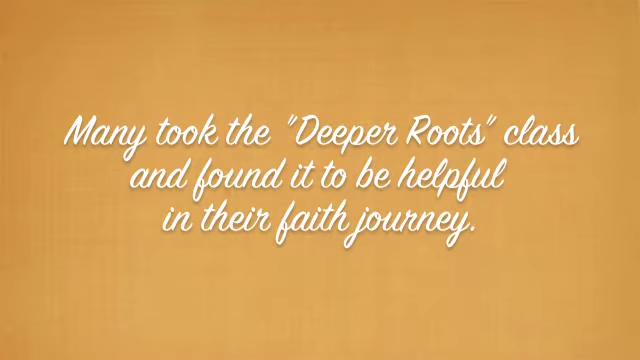 Many took the "Deeper Roots" class
and found it to be helpful
in their faith journey.